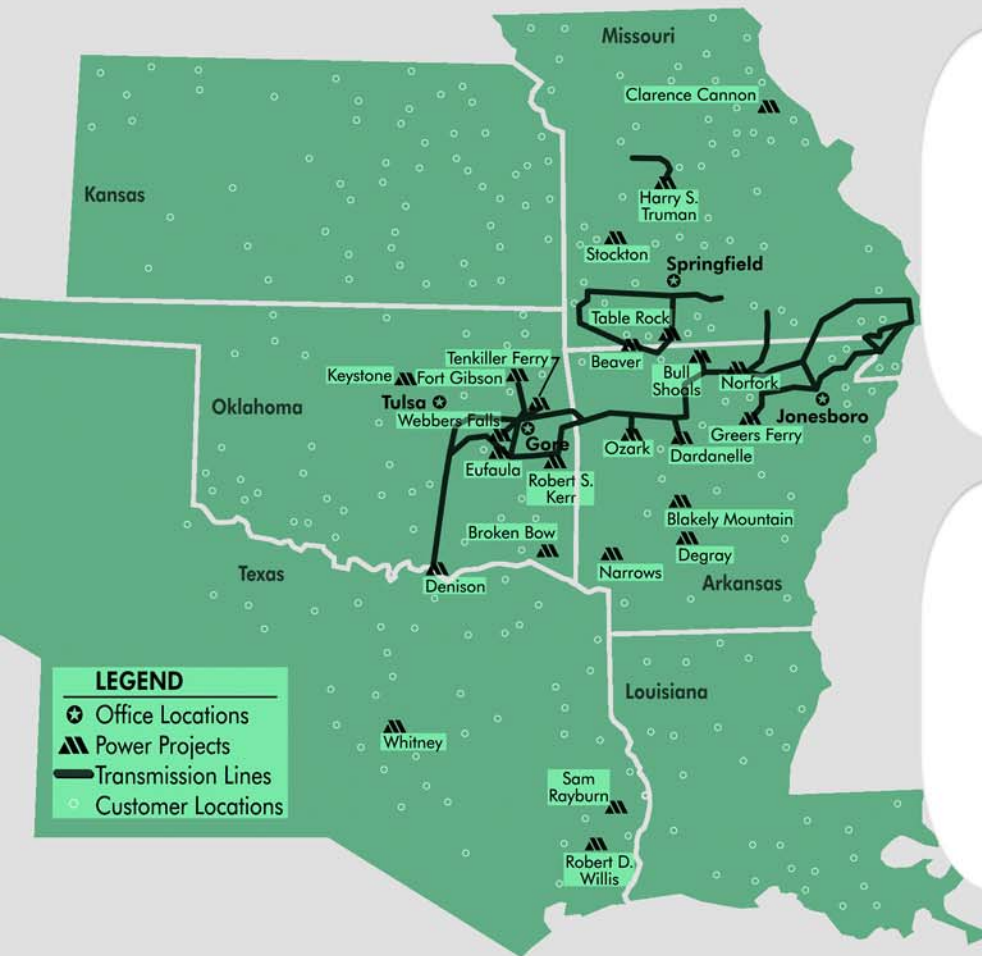 Missouri
Clarence Cannon
Kansas
Harry S.
Truman
Stockton
Springfield
Table Rock
Beaver
Bull
Shoals
Norfork
Jonesboro
Tenkiller Ferry
Keystone
Fort Gibson
Tulsa
Oklahoma
Webbers Falls
Gore
Eufaula
Robert S.
Kerr
Ozark
Dardanelle
Greers Ferry
Blakely Mountain
Degray
Broken Bow
Narrows
Arkansas
Texas
Denison
LEGEND
Office Locations
Power Projects
Transmission Lines
Customer Locations
Louisiana
Whitney
Sam
Rayburn
Robert D.
Willis